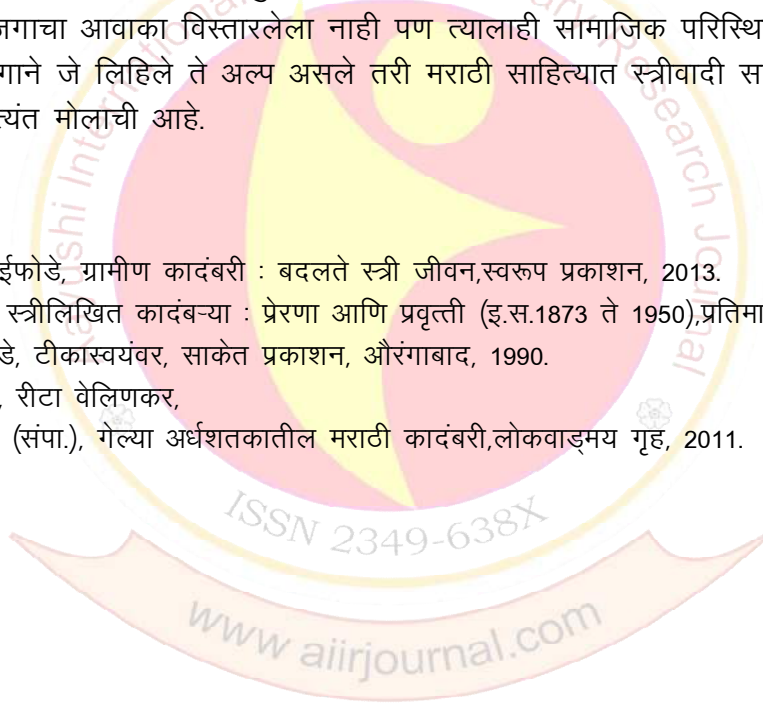 जगाचा आवाका विस्तारलेला नाही पण त्यालाही सामाजिक परिस्थि
गाने जे लिहिले ते अल्प असले तरी मराठी साहित्यात स्त्रीवादी सा
त्यंत मोलाची आहे.
ईफोडे, ग्रामीण कादंबरी : बदलते स्त्री जीवन,स्वरूप प्रकाशन, 2013.
स्त्रीलिखित कादंबऱ्या : प्रेरणा आणि प्रवृत्ती (इ.स.1873 ते 1950),प्रतिमा
डे, टीकास्वयंवर, साकेत प्रकाशन, औरंगाबाद, 1990.
, रीटा वेलिणकर,
(संपा.), गेल्या अर्धशतकातील मराठी कादंबरी,लोकवाड्मय गृह, 2011.
ISSN 2349-638X
www aiirjournal.com